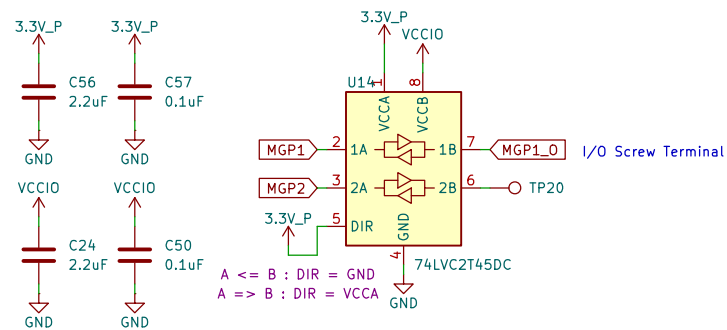 3.3V_P
3.3V_P
C56
2.2uF
C57
0.1uF
GND
GND
VCCIO
VCCIO
C24
2.2uF
C50
0.1uF
GND
GND
3.3V_P
VCCIO
U14
1
8
VCCA
VCCB
MGP1
2
1A
1B
7
MGP1_O
I/O Screw Terminal
MGP2
3
2A
2B
6
TP20
3.3V_P
5
DIR
GND
4
74LVC2T45DC
A <= B : DIR = GND
A => B : DIR = VCCA
GND